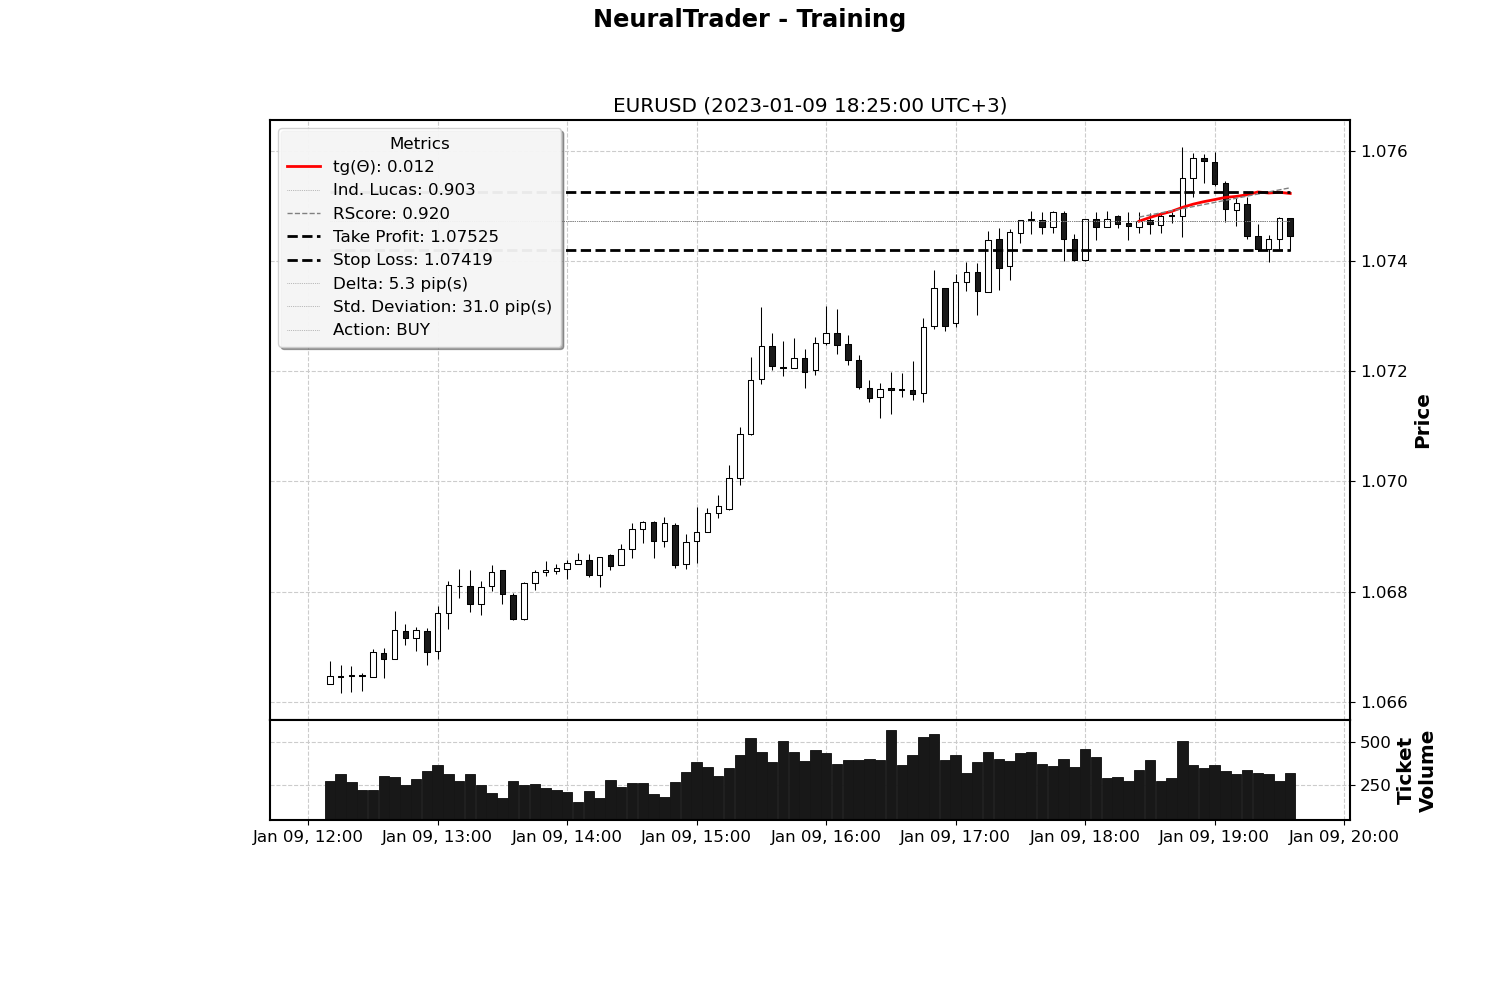 NeuralTrader - Training
EURUSD (2023-01-09 18:25:00 UTC+3)
Metrics
tg(Θ): 0.012
Ind. Lucas: 0.903
RScore: 0.920
Take Profit: 1.07525
Stop Loss: 1.07419
Delta: 5.3 pip(s)
Std. Deviation: 31.0 pip(s)
Action: BUY
1.076
1.074
1.072
1.070
1.068
1.066
Price
500
250
Ticket
Volume
Jan 09, 12:00
Jan 09, 13:00
Jan 09, 14:00
Jan 09, 15:00
Jan 09, 16:00
Jan 09, 17:00
Jan 09, 18:00
Jan 09, 19:00
Jan 09, 20:00